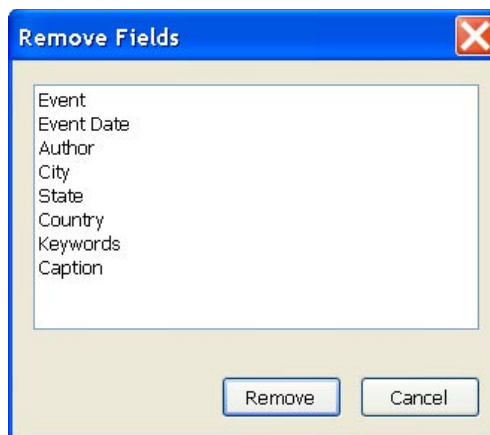 Remove Fields
Event
Event Date
Author
City
State
Country
Keywords
Caption
Remove
Cancel